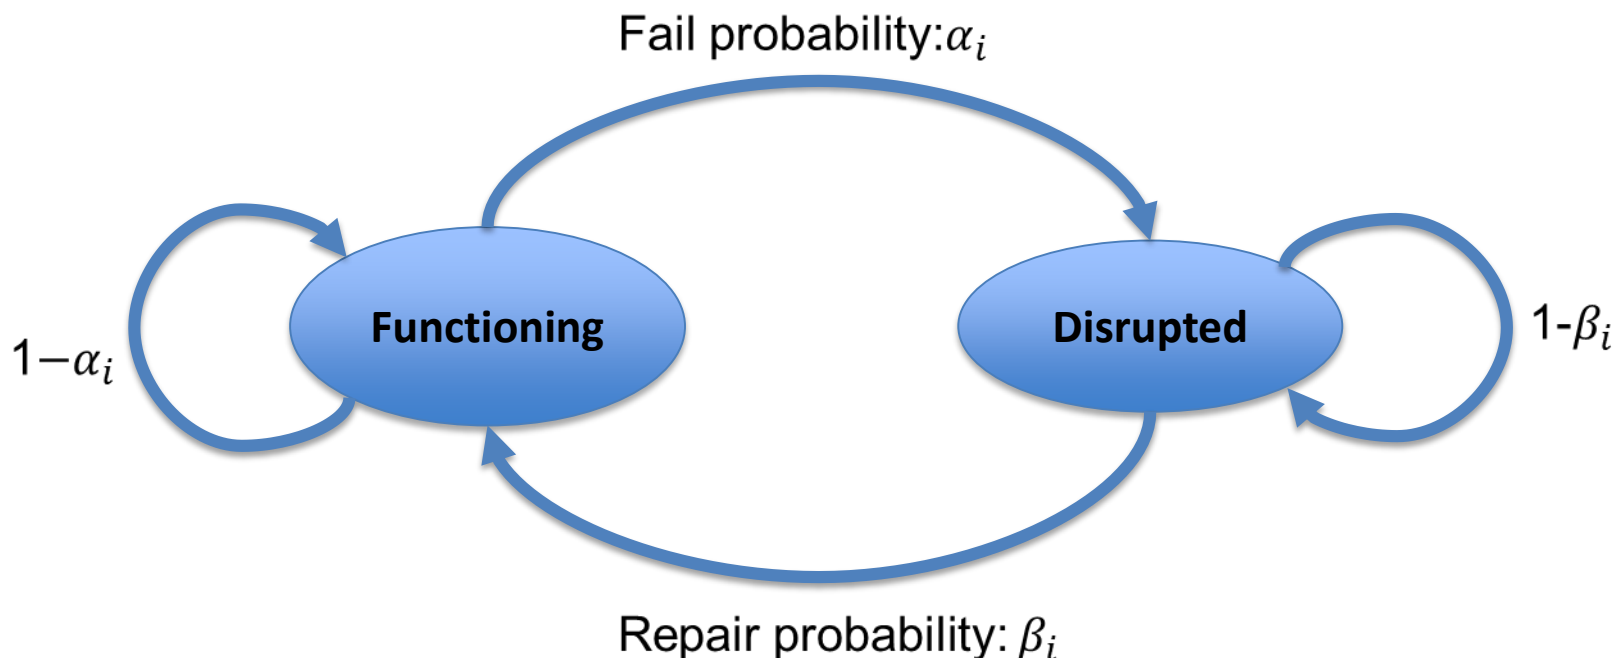 Fail probability:αᵢ
Functioning
Disrupted
1−αᵢ
1-βᵢ
Repair probability: βᵢ